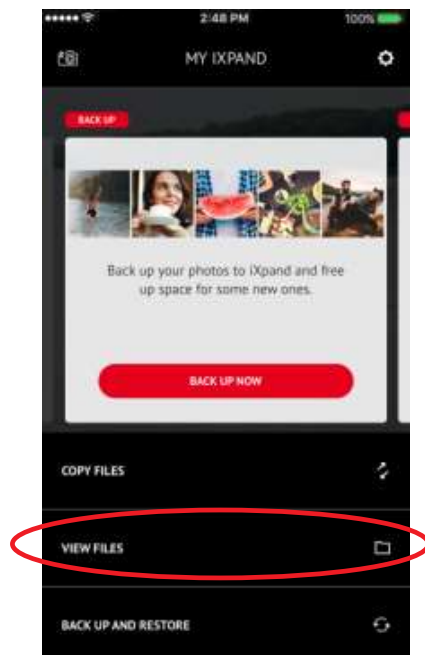 2:48 PM
100%
MY IXPAND
BACK UP
Back up your photos to iXpand and free
up space for some new ones.
BACK UP NOW
COPY FILES
VIEW FILES
BACK UP AND RESTORE